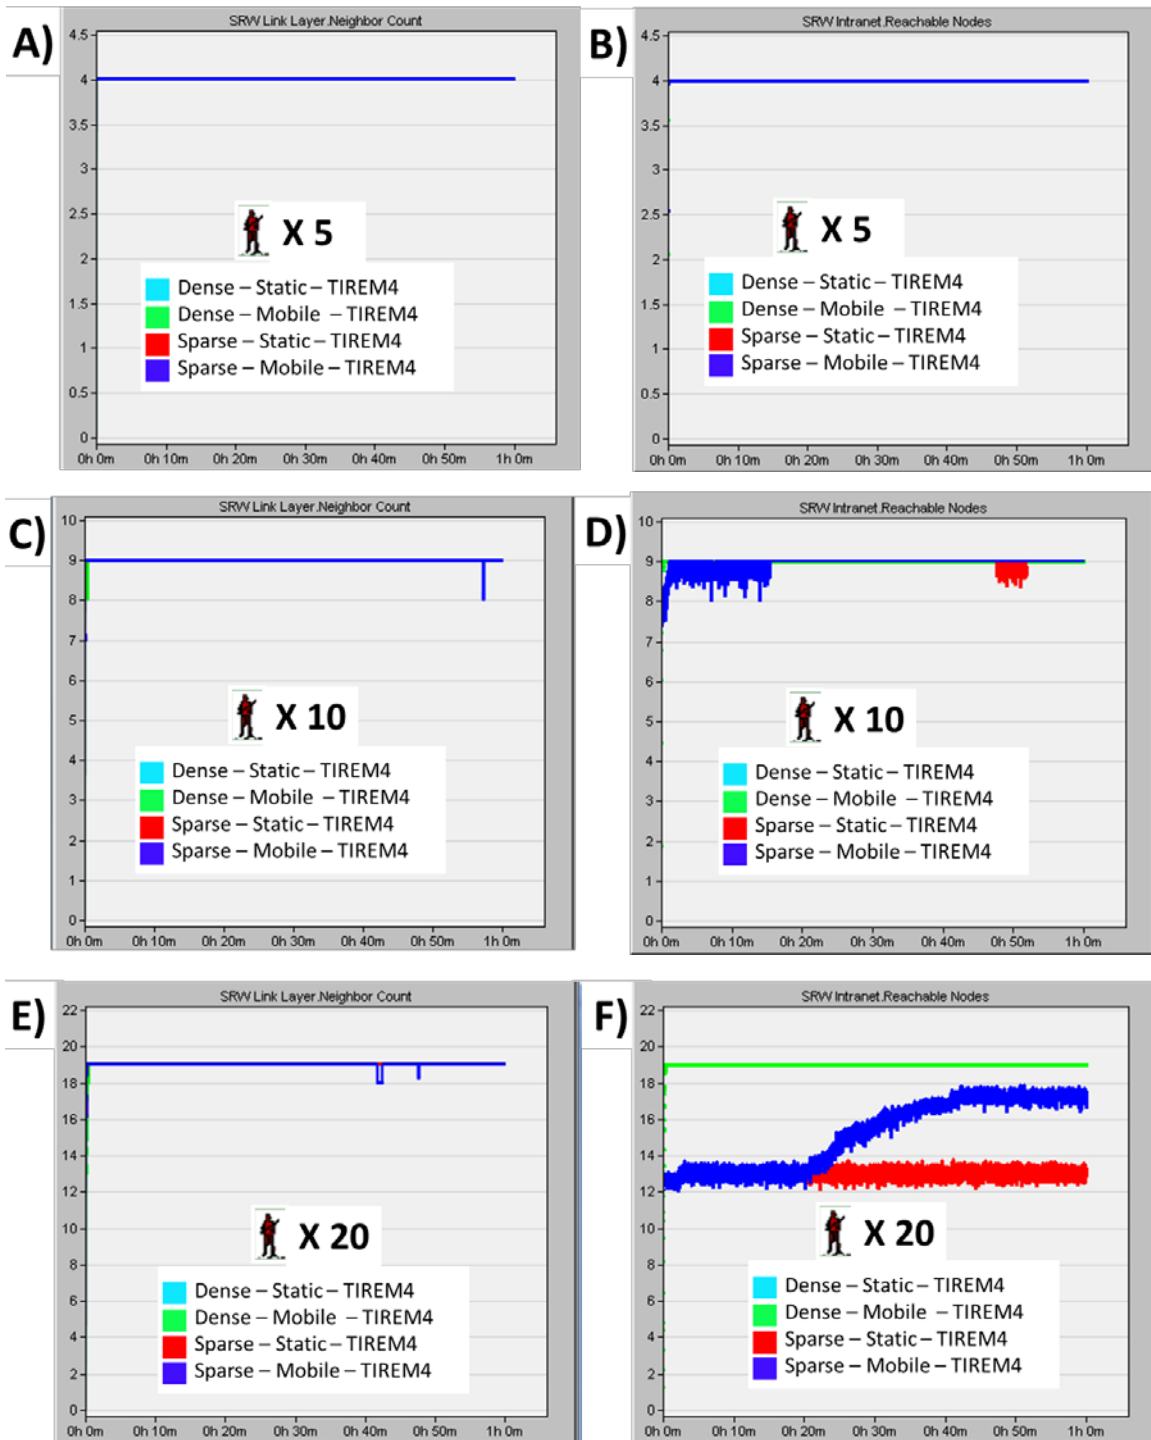 A)
SRW Link Layer.Neighbor Count
4.5
4
3.5
3
2.5
2
1.5
1
0.5
0
X 5
Dense – Static – TIREM4
Dense – Mobile – TIREM4
Sparse – Static – TIREM4
Sparse – Mobile – TIREM4
0h 0m 0h 10m 0h 20m 0h 30m 0h 40m 0h 50m 1h 0m
B)
SRW Intranet.Reachable Nodes
4.5
4
3.5
3
2.5
2
1.5
1
0.5
0
X 5
Dense – Static – TIREM4
Dense – Mobile – TIREM4
Sparse – Static – TIREM4
Sparse – Mobile – TIREM4
0h 0m 0h 10m 0h 20m 0h 30m 0h 40m 0h 50m 1h 0m
C)
SRW Link Layer.Neighbor Count
10
9
8
7
6
5
4
3
2
1
0
X 10
Dense – Static – TIREM4
Dense – Mobile – TIREM4
Sparse – Static – TIREM4
Sparse – Mobile – TIREM4
0h 0m 0h 10m 0h 20m 0h 30m 0h 40m 0h 50m 1h 0m
D)
SRW Intranet.Reachable Nodes
10
9
8
7
6
5
4
3
2
1
0
X 10
Dense – Static – TIREM4
Dense – Mobile – TIREM4
Sparse – Static – TIREM4
Sparse – Mobile – TIREM4
0h 0m 0h 10m 0h 20m 0h 30m 0h 40m 0h 50m 1h 0m
E)
SRW Link Layer.Neighbor Count
22
20
18
16
14
12
10
8
6
4
2
0
X 20
Dense – Static – TIREM4
Dense – Mobile – TIREM4
Sparse – Static – TIREM4
Sparse – Mobile – TIREM4
0h 0m 0h 10m 0h 20m 0h 30m 0h 40m 0h 50m 1h 0m
F)
SRW Intranet.Reachable Nodes
22
20
18
16
14
12
10
8
6
4
2
0
X 20
Dense – Static – TIREM4
Dense – Mobile – TIREM4
Sparse – Static – TIREM4
Sparse – Mobile – TIREM4
0h 0m 0h 10m 0h 20m 0h 30m 0h 40m 0h 50m 1h 0m